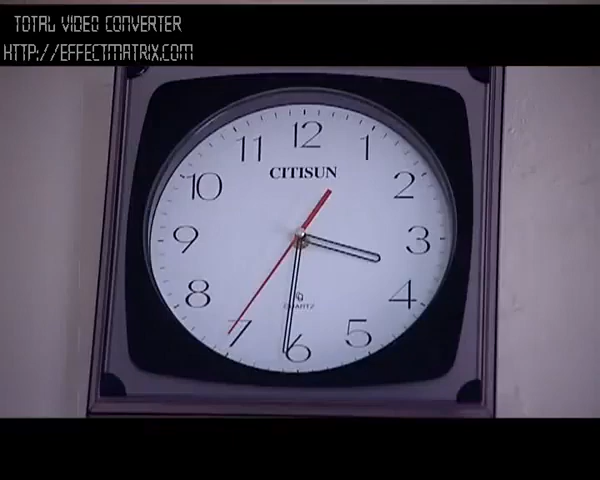 TOTAL VIDEO CONVERTER
HTTP://EFFECTMATRIX.COM
12
11 1
CITISUN
10 2
9 3
8 4
QUARTZ
7 5
6